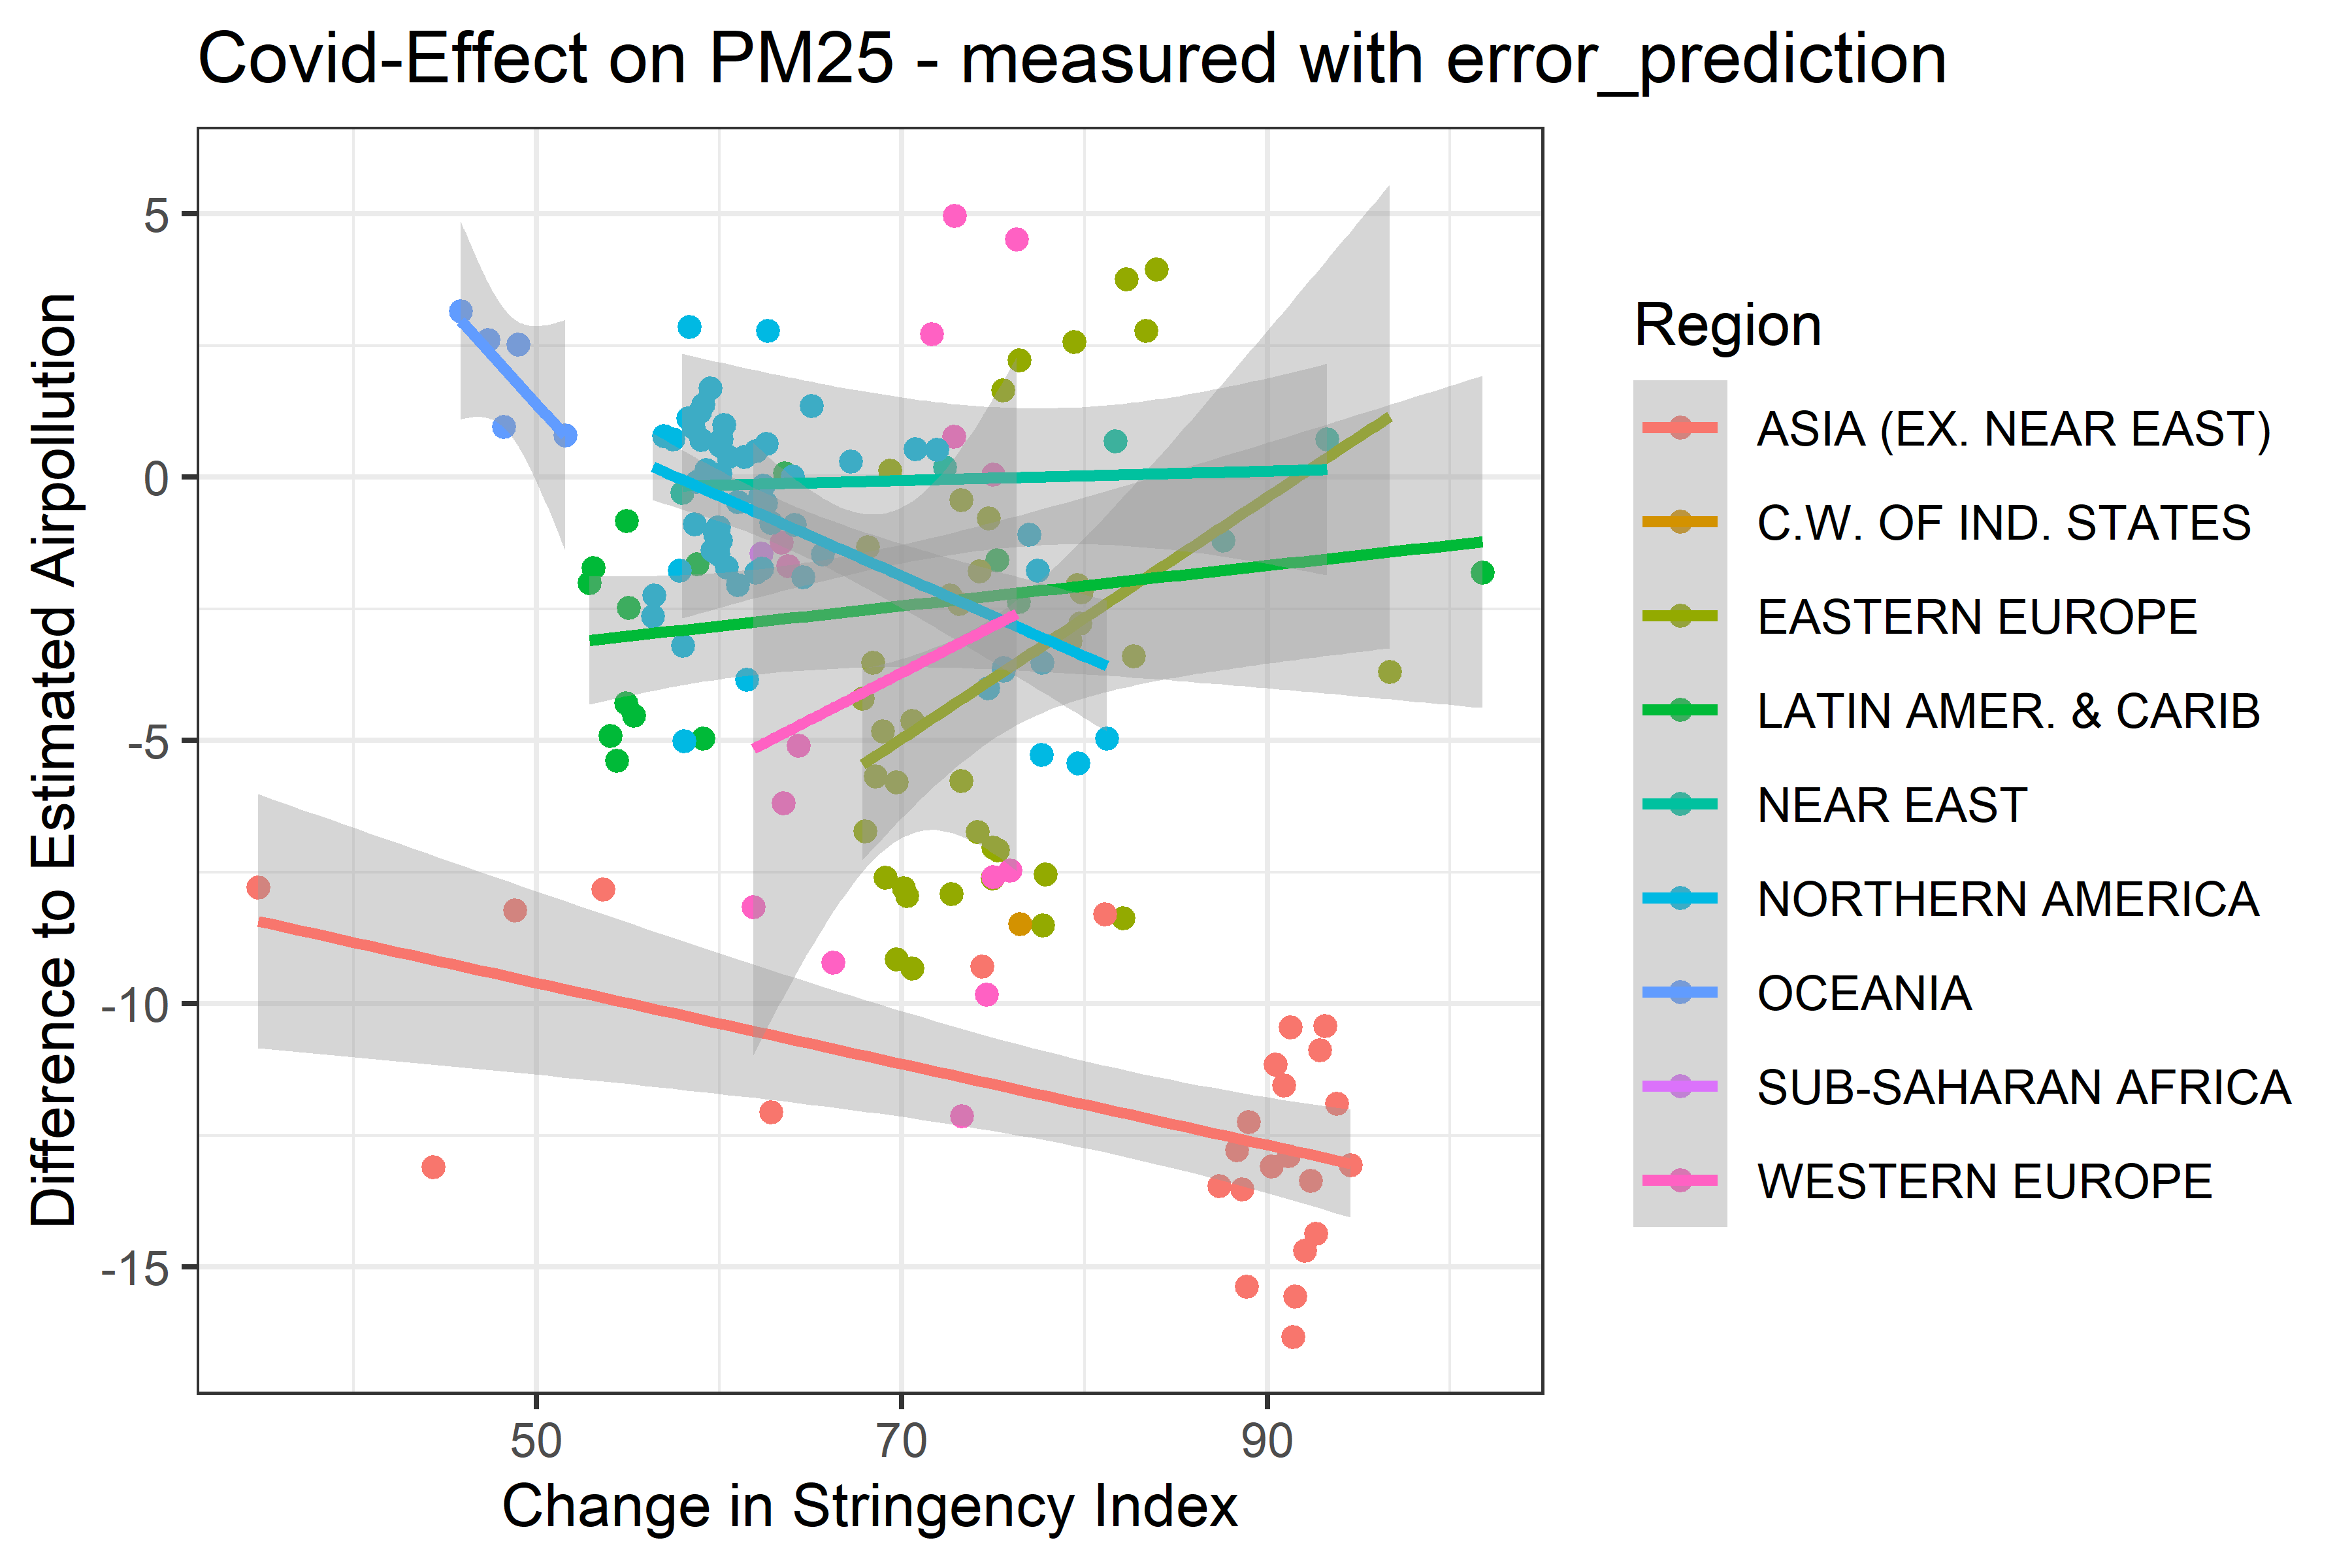 Covid-Effect on PM25 - measured with error_prediction
Difference to Estimated Airpollution
5
0
-5
-10
-15
50
70
90
Change in Stringency Index
Region
ASIA (EX. NEAR EAST)
C.W. OF IND. STATES
EASTERN EUROPE
LATIN AMER. & CARIB
NEAR EAST
NORTHERN AMERICA
OCEANIA
SUB-SAHARAN AFRICA
WESTERN EUROPE